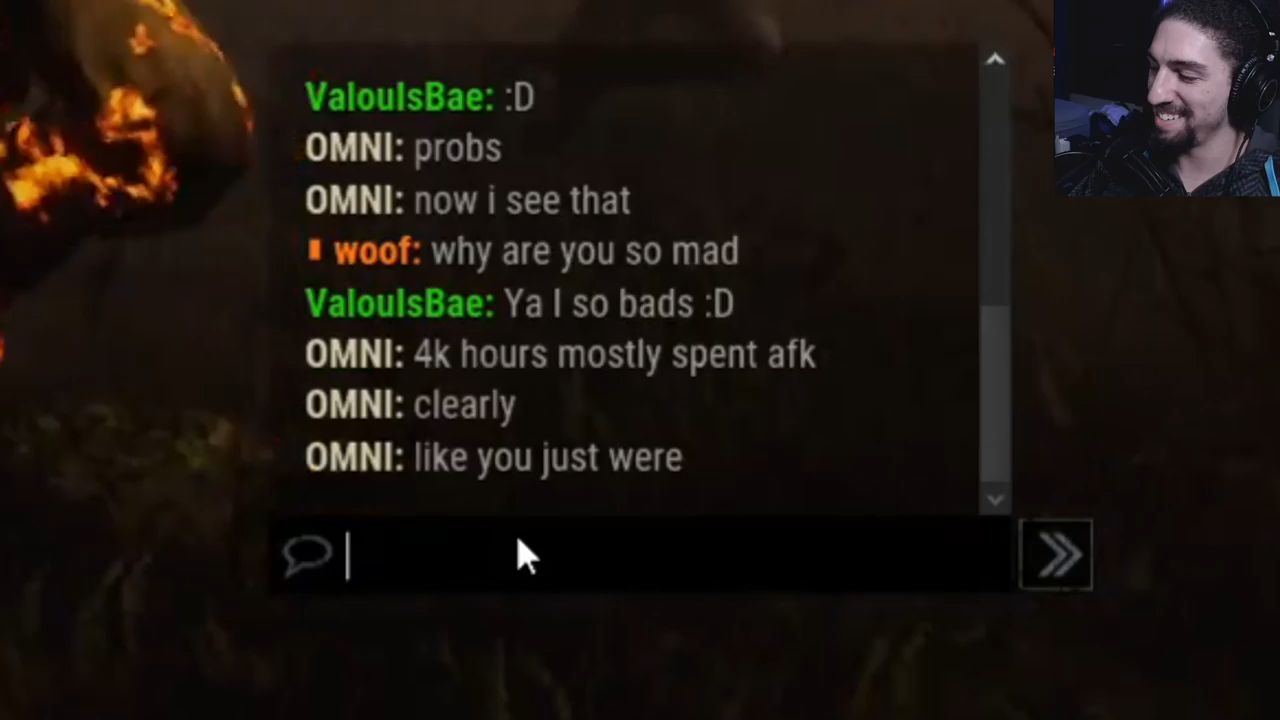 ValouIsBae: :D
OMNI: probs
OMNI: now i see that
woof: why are you so mad
ValouIsBae: Ya I so bads :D
OMNI: 4k hours mostly spent afk
OMNI: clearly
OMNI: like you just were